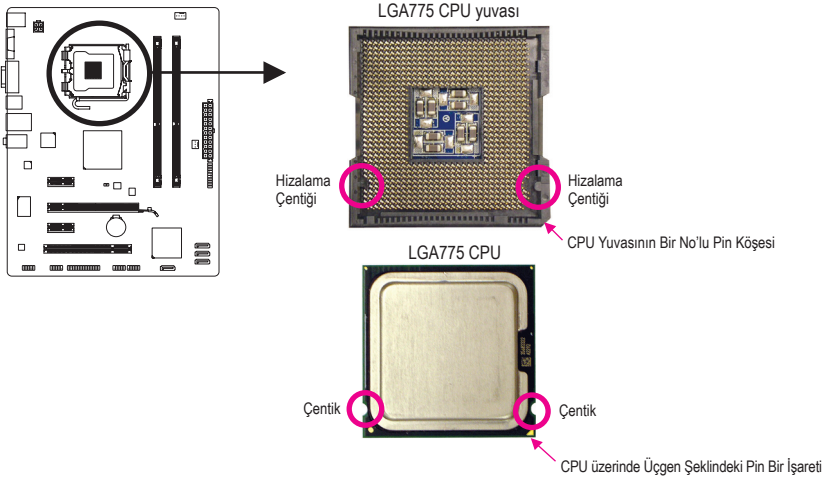 LGA775 CPU yuvası
Hizalama
Çentiği
Hizalama
Çentiği
CPU Yuvasının Bir No'lu Pin Köşesi
LGA775 CPU
Çentik
Çentik
CPU üzerinde Üçgen Şeklindeki Pin Bir İşareti